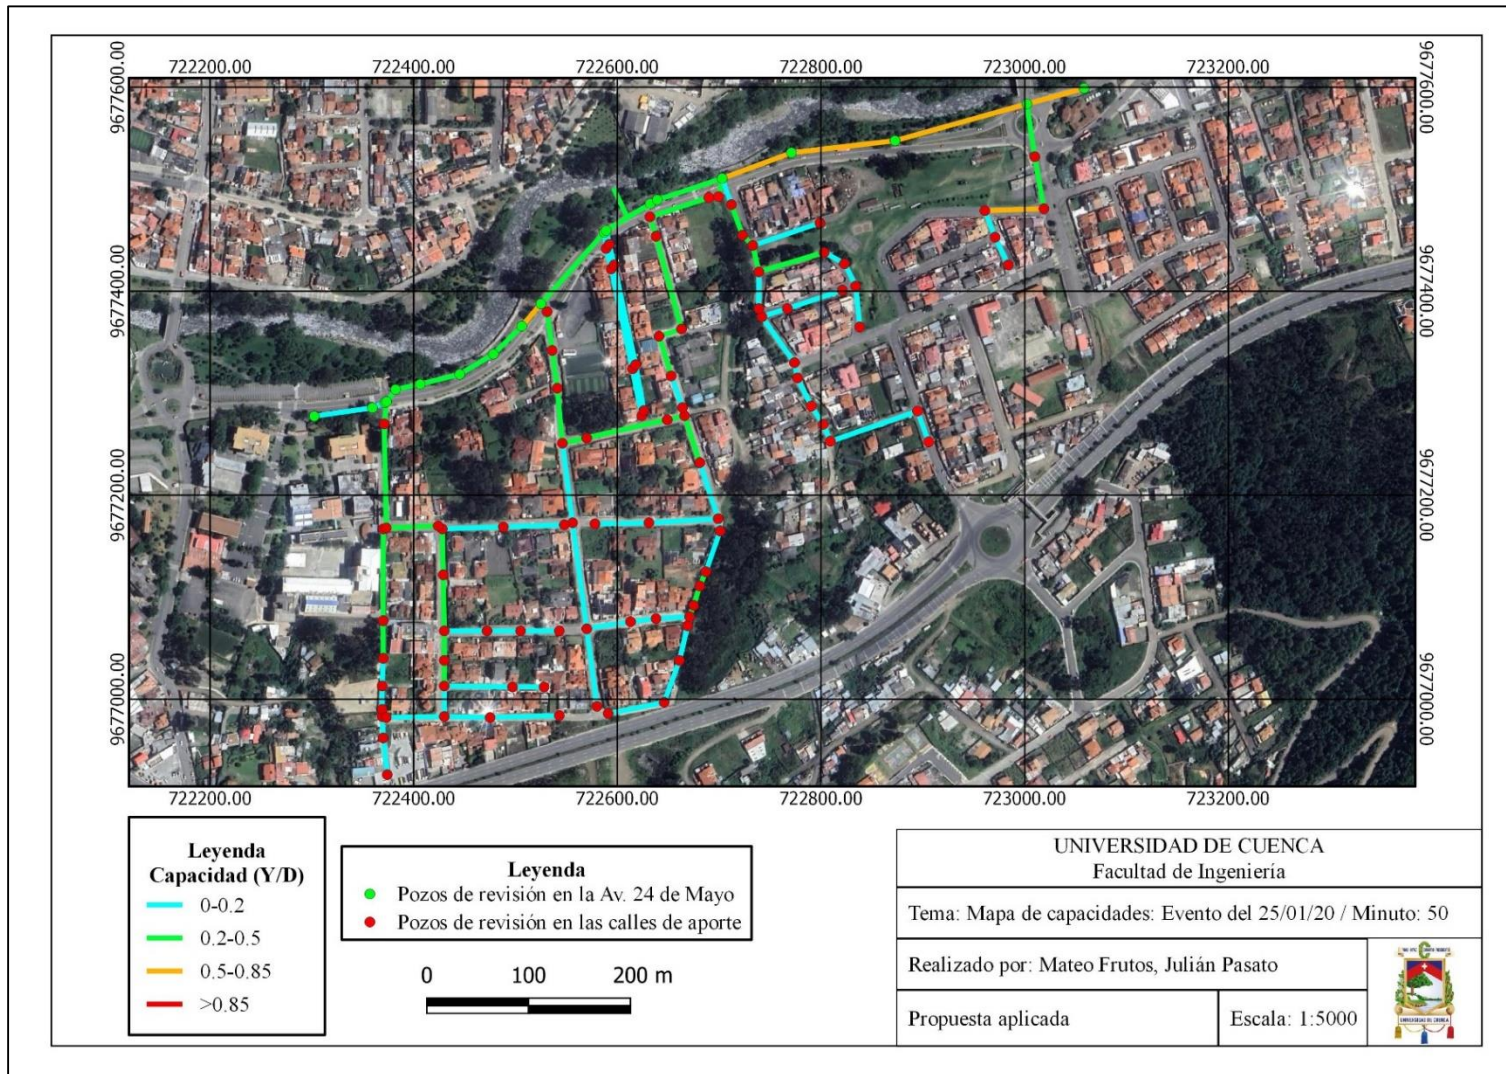 722200.00 722400.00 722600.00 722800.00 723000.00 723200.00
9677600.00 9677600.00
9677400.00 9677400.00
9677200.00 9677200.00
9677000.00 9677000.00
722200.00 722400.00 722600.00 722800.00 723000.00 723200.00
Leyenda
Capacidad (Y/D)
0-0.2
0.2-0.5
0.5-0.85
>0.85
Leyenda
Pozos de revisión en la Av. 24 de Mayo
Pozos de revisión en las calles de aporte
0 100 200 m
UNIVERSIDAD DE CUENCA
Facultad de Ingeniería
Tema: Mapa de capacidades: Evento del 25/01/20 / Minuto: 50
Realizado por: Mateo Frutos, Julián Pasato
Propuesta aplicada
Escala: 1:5000
UNIVERSIDAD DE CUENCA